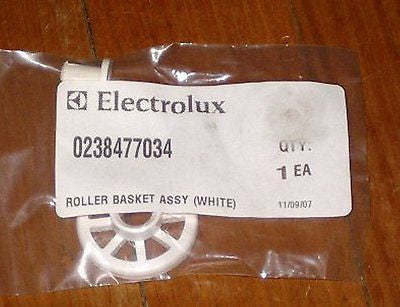 Electrolux
0238477034
QTY:
1 EA
ROLLER BASKET ASSY (WHITE)
11/09/07